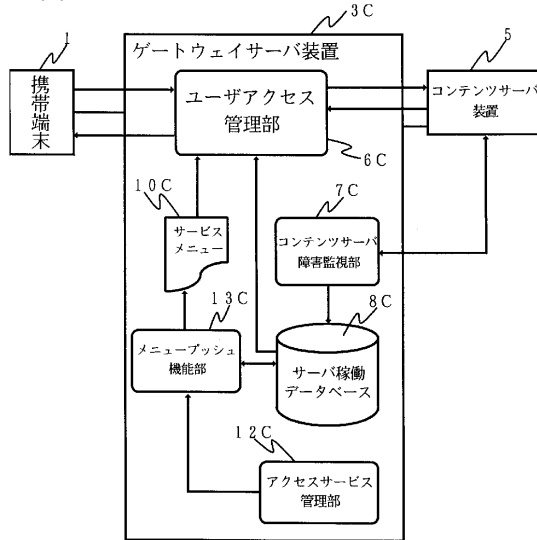 3C
1
5
ゲートウェイサーバ装置
携帯端末
ユーザアクセス
管理部
コンテンツサーバ
装置
6C
10C
7C
サービス
メニュー
コンテンツサーバ
障害監視部
13C
8C
メニュープッシュ
機能部
サーバ稼働
データベース
12C
アクセスサービス
管理部